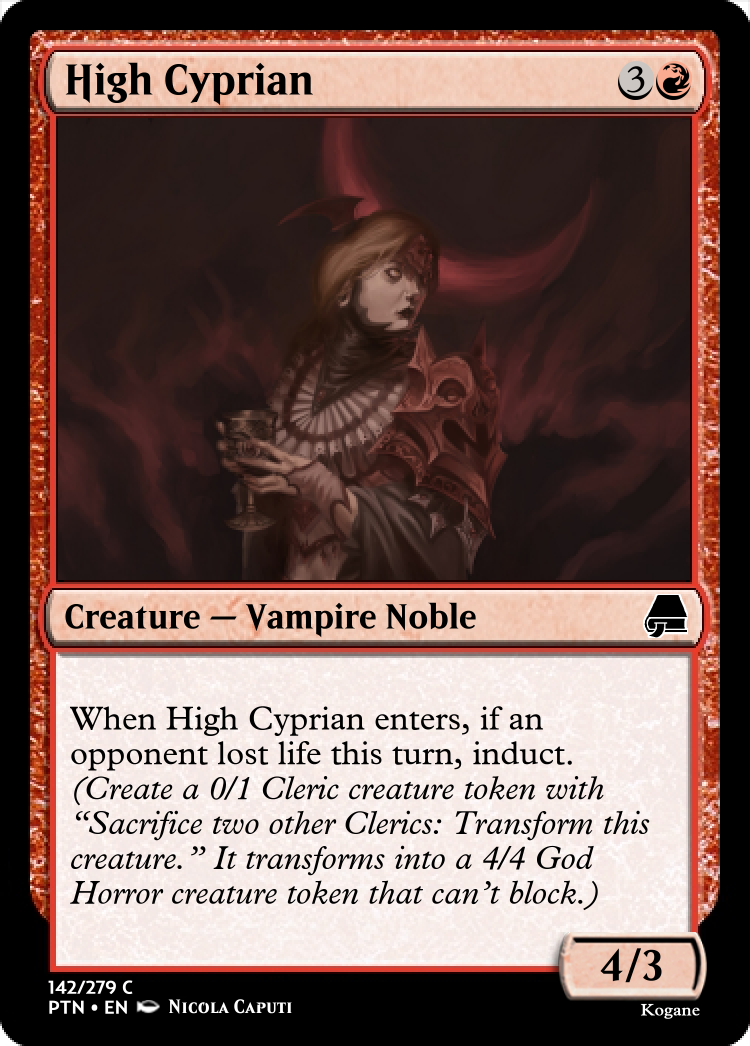 High Cyprian 3
Creature — Vampire Noble
When High Cyprian enters, if an
opponent lost life this turn, induct.
(Create a 0/1 Cleric creature token with
“Sacrifice two other Clerics: Transform this
creature.” It transforms into a 4/4 God
Horror creature token that can’t block.)
4/3
142/279 C
PTN • EN Nicola Caputi
Kogane